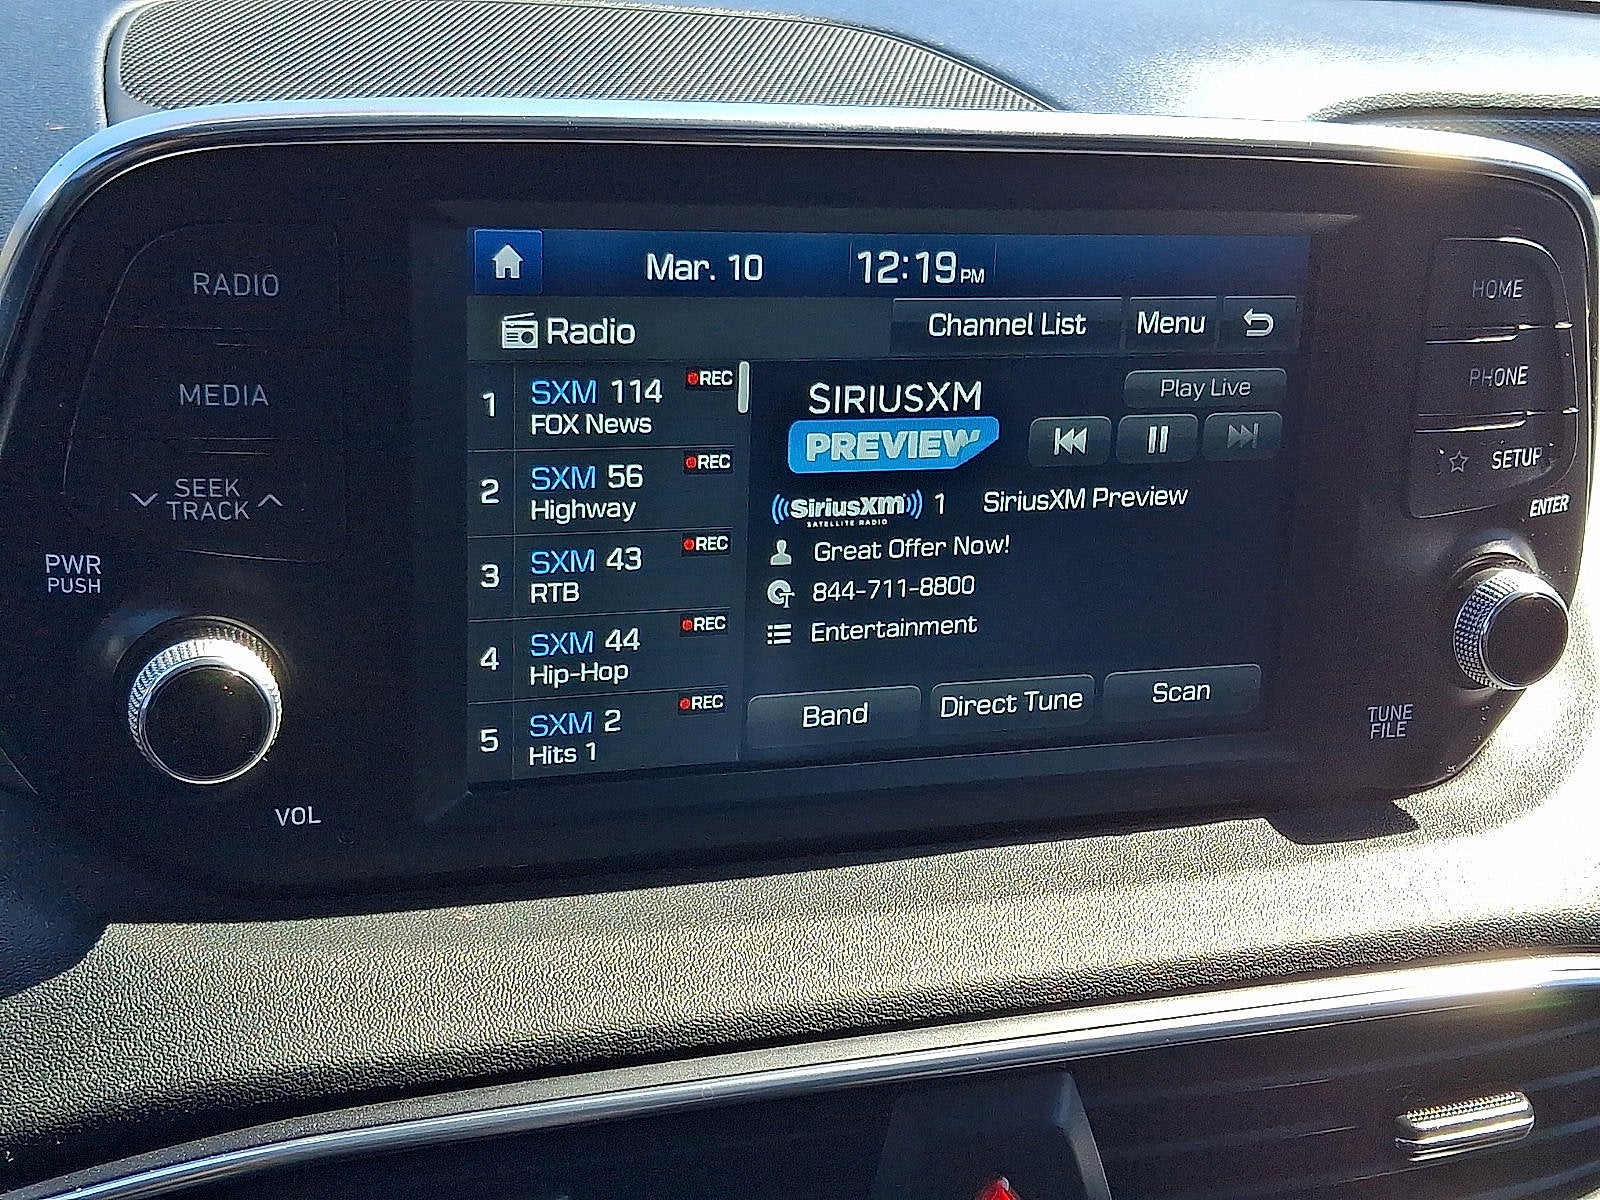 Mar. 10
12:19 PM
Radio
Channel List
Menu
1
SXM 114
REC
FOX News
2
SXM 56
REC
Highway
3
SXM 43
REC
RTB
4
SXM 44
REC
Hip-Hop
5
SXM 2
REC
Hits 1
SIRIUSXM
PREVIEW
Play Live
((SiriusXM)) 1
SATELLITE RADIO
SiriusXM Preview
Great Offer Now!
844-711-8800
Entertainment
Band
Direct Tune
Scan
RADIO
MEDIA
SEEK
TRACK
PWR
PUSH
VOL
HOME
PHONE
SETUP
ENTER
TUNE
FILE